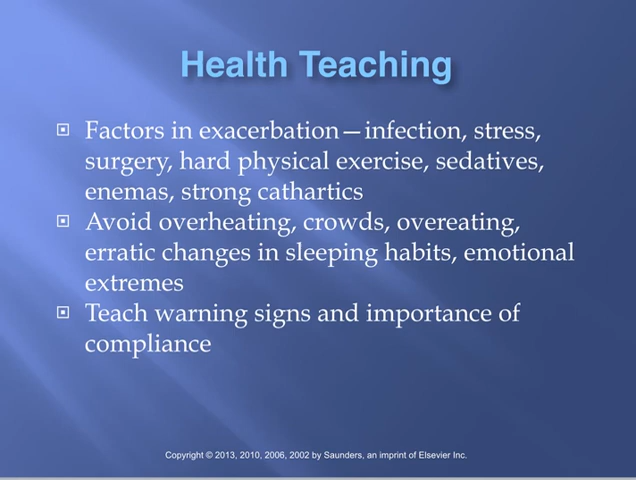 Health Teaching
Factors in exacerbation—infection, stress,
surgery, hard physical exercise, sedatives,
enemas, strong cathartics
Avoid overheating, crowds, overeating,
erratic changes in sleeping habits, emotional
extremes
Teach warning signs and importance of
compliance
Copyright © 2013, 2010, 2006, 2002 by Saunders, an imprint of Elsevier Inc.